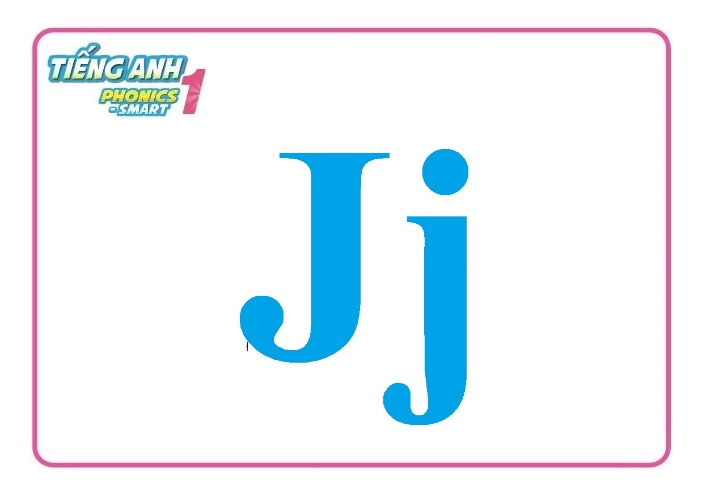 TIẾNG ANH 1
PHONICS
-SMART
Jj